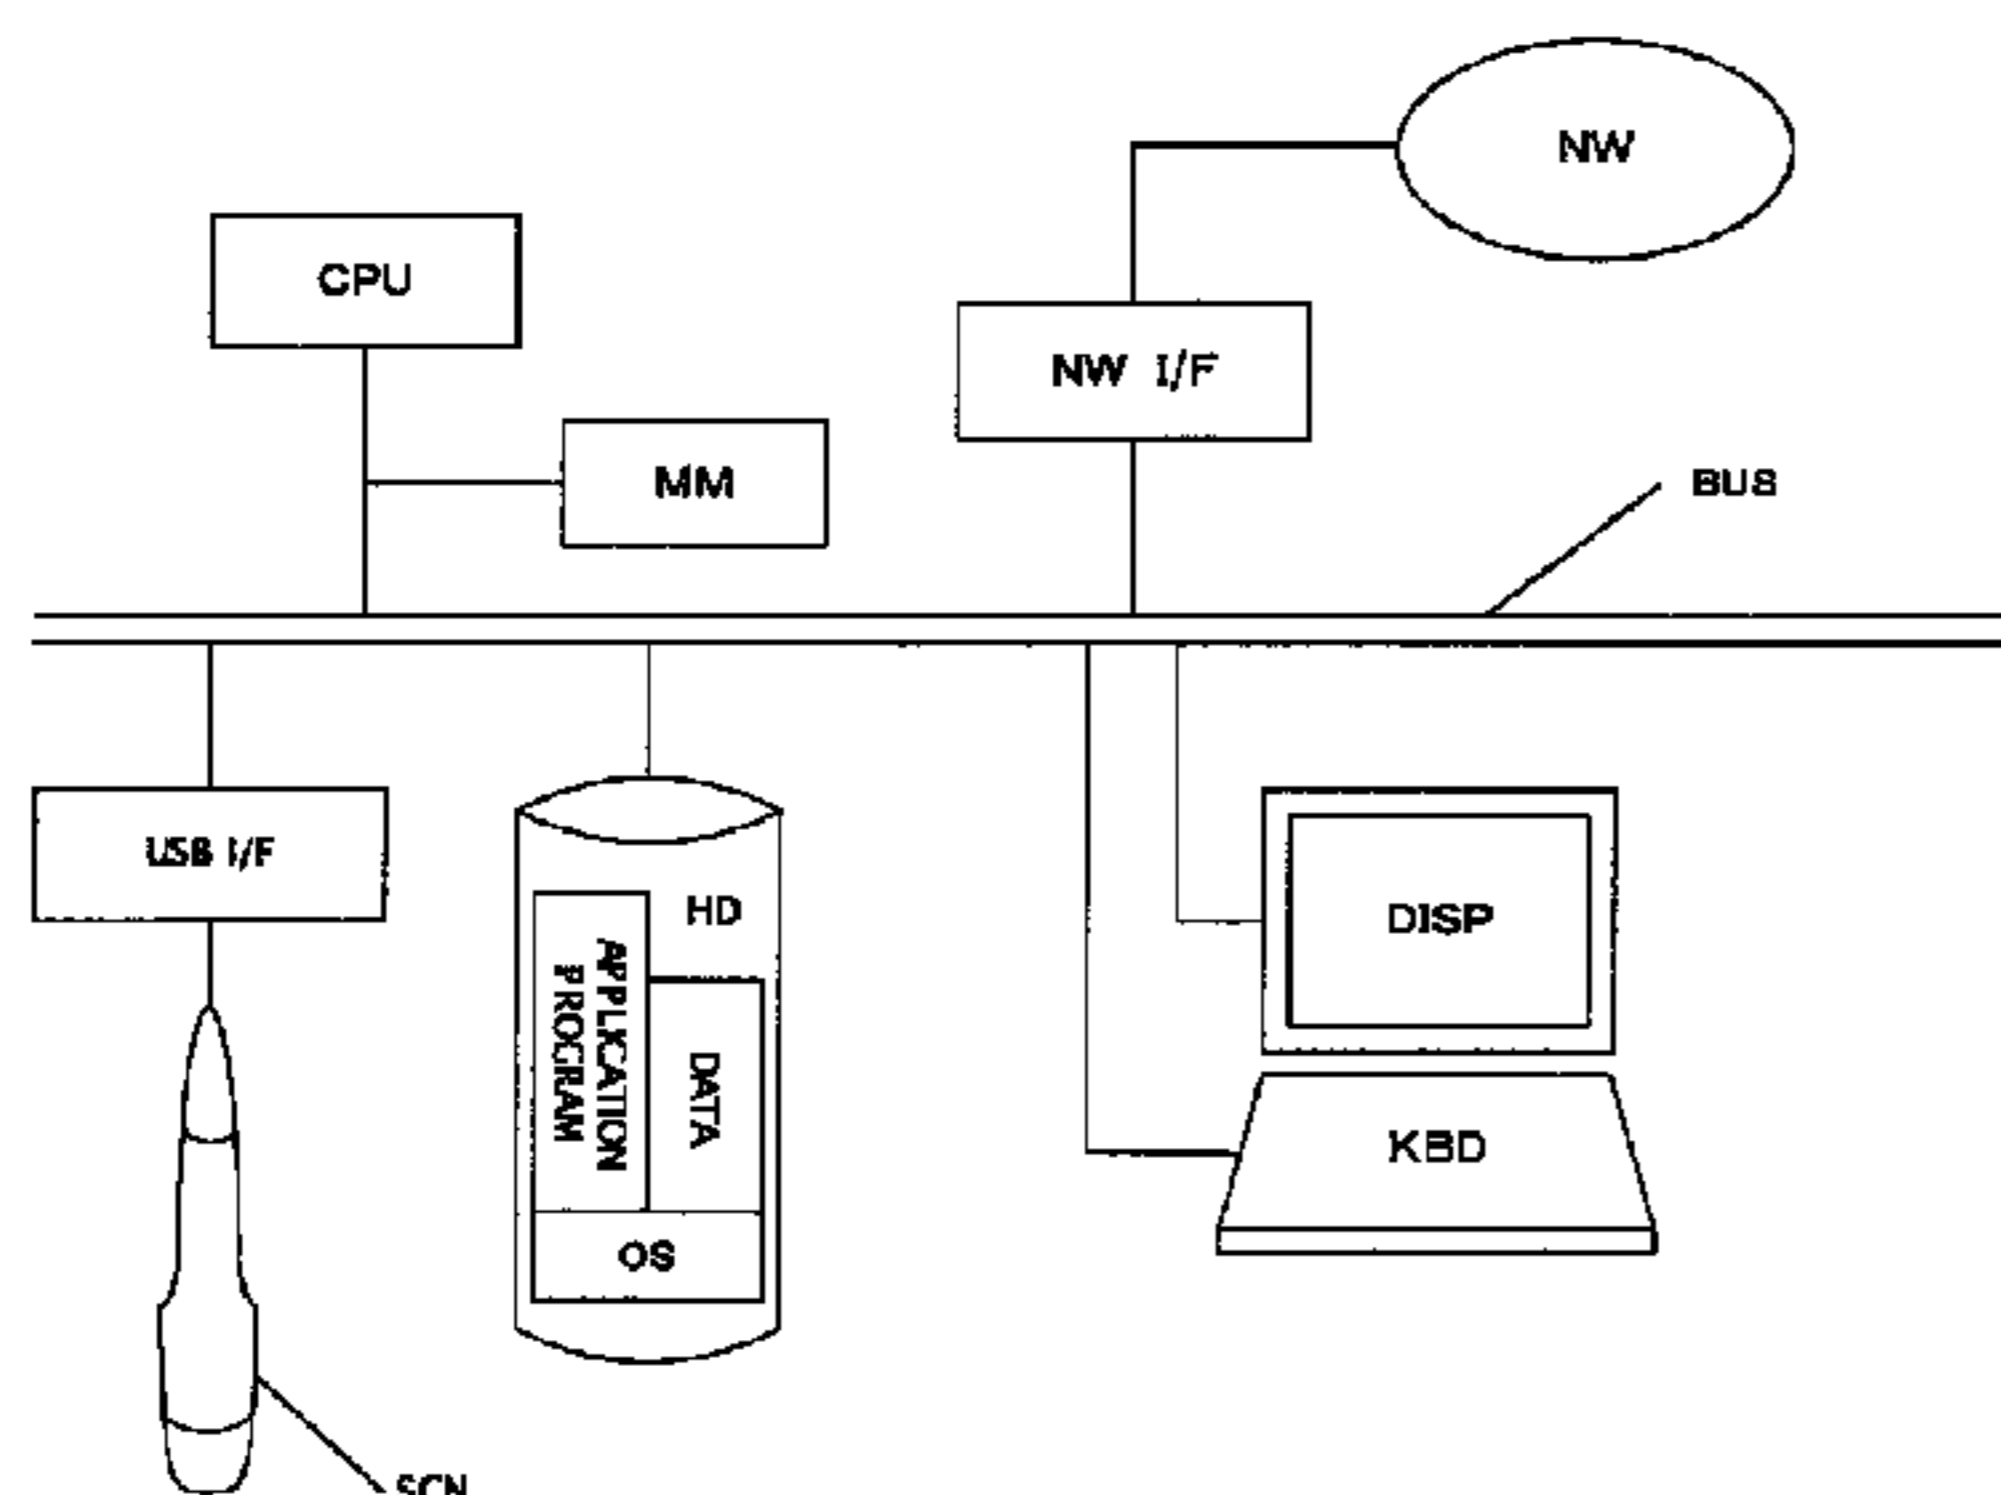 NW
CPU
NW I/F
MM
BUS
USB I/F
HD
APPLICATION
PROGRAM
DATA
DISP
KBD
OS
SCN